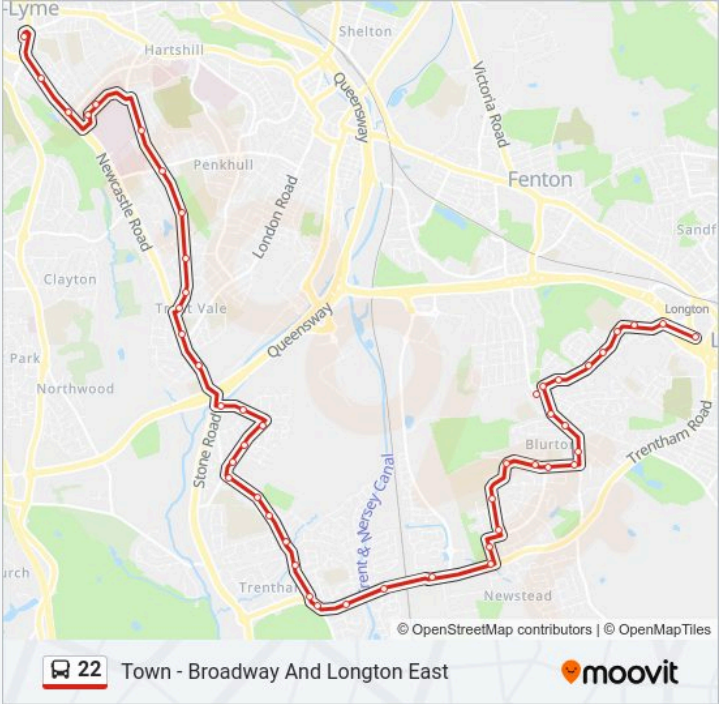 -Lyme
Shelton
Hartshill
Queensway
Victoria Road
Newcastle Road
Penkhull
Fenton
London Road
Sandf
Clayton
Trent Vale
Longton
L
Queensway
Park
Northwood
Stone Road
Blurton
Trentham Road
Trent & Mersey Canal
urch
Trentham
Newstead
© OpenStreetMap contributors | © OpenMapTiles
22 Town - Broadway And Longton East
moovit